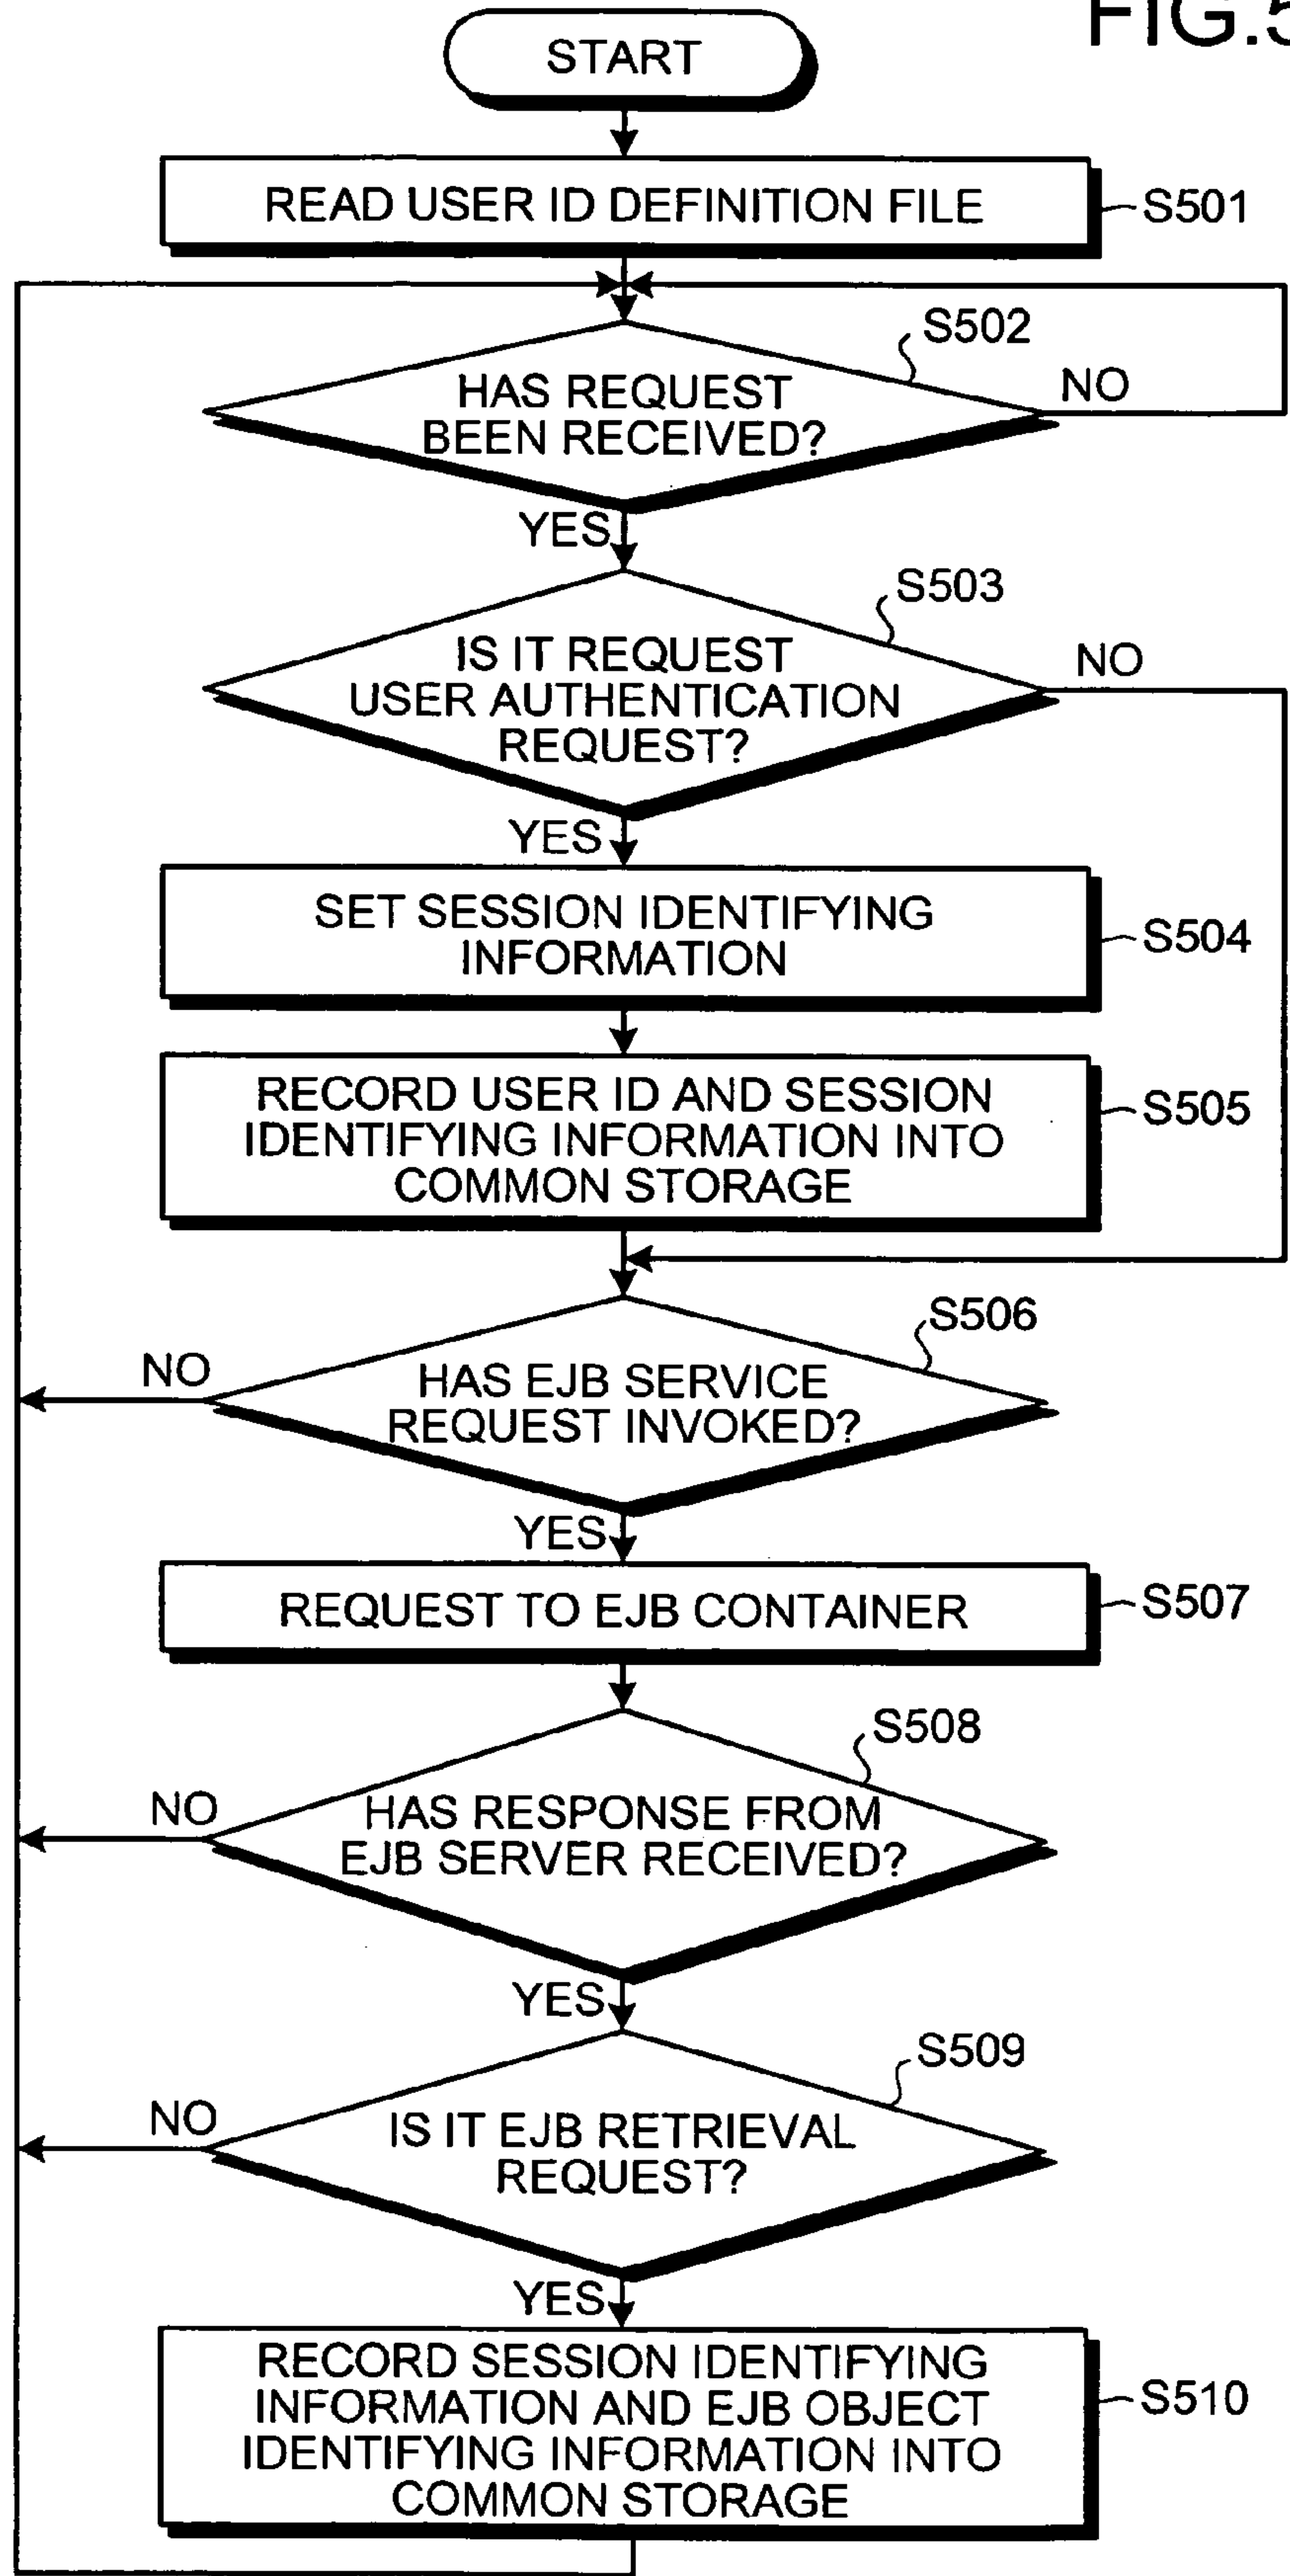 FIG.5
START
READ USER ID DEFINITION FILE
S501
S502
HAS REQUEST
BEEN RECEIVED?
NO
YES
S503
IS IT REQUEST
USER AUTHENTICATION
REQUEST?
NO
YES
SET SESSION IDENTIFYING
INFORMATION
S504
RECORD USER ID AND SESSION
IDENTIFYING INFORMATION INTO
COMMON STORAGE
S505
S506
NO
HAS EJB SERVICE
REQUEST INVOKED?
YES
REQUEST TO EJB CONTAINER
S507
S508
NO
HAS RESPONSE FROM
EJB SERVER RECEIVED?
YES
S509
NO
IS IT EJB RETRIEVAL
REQUEST?
YES
RECORD SESSION IDENTIFYING
INFORMATION AND EJB OBJECT
IDENTIFYING INFORMATION INTO
COMMON STORAGE
S510